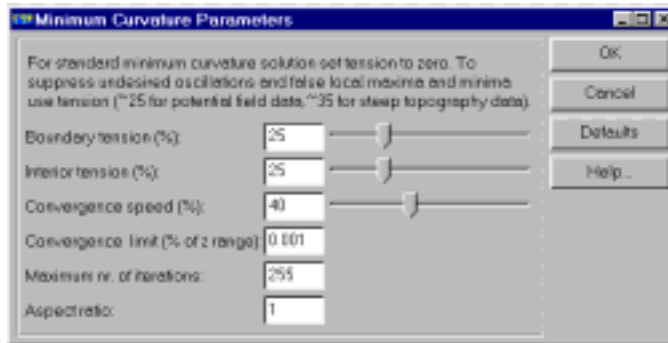 Minimum Curvature Parameters
For standard minimum curvature solution set tension to zero. To
suppress undesired oscillations and false local maxima and minima
use tension (~25 for potential field data,~35 for steep topography data).
Boundary tension (%): 25
Interior tension (%): 25
Convergence speed (%): 40
Convergence limit (% of z range): 0.001
Maximum nr. of iterations: 255
Aspect ratio: 1
OK
Cancel
Defaults
Help...